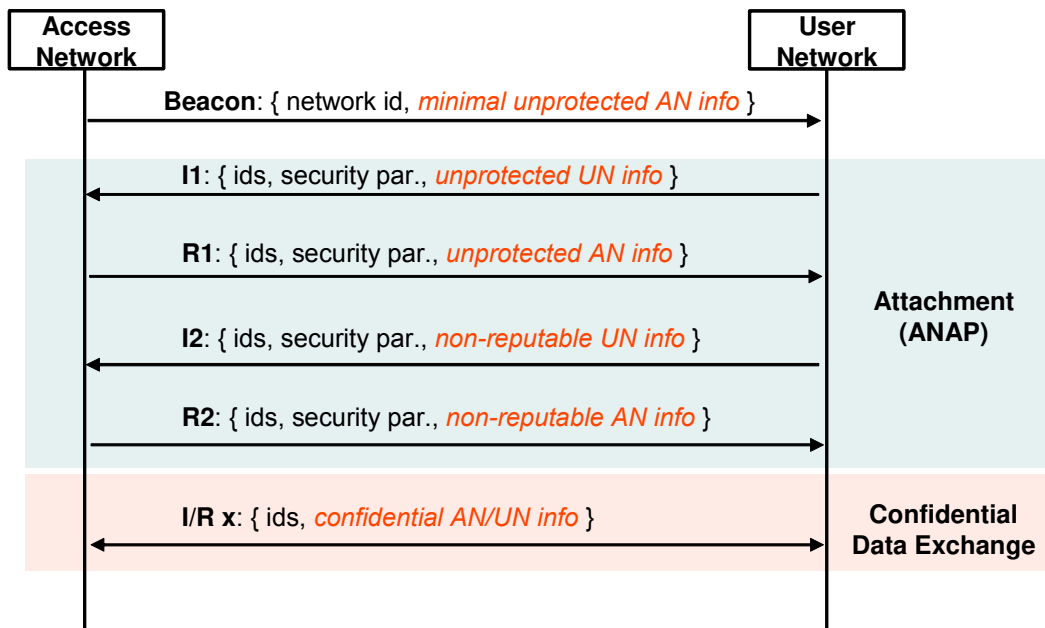 Access
Network
User
Network
Beacon: { network id, minimal unprotected AN info }
I1: { ids, security par., unprotected UN info }
R1: { ids, security par., unprotected AN info }
Attachment
(ANAP)
I2: { ids, security par., non-reputable UN info }
R2: { ids, security par., non-reputable AN info }
I/R x: { ids, confidential AN/UN info }
Confidential
Data Exchange